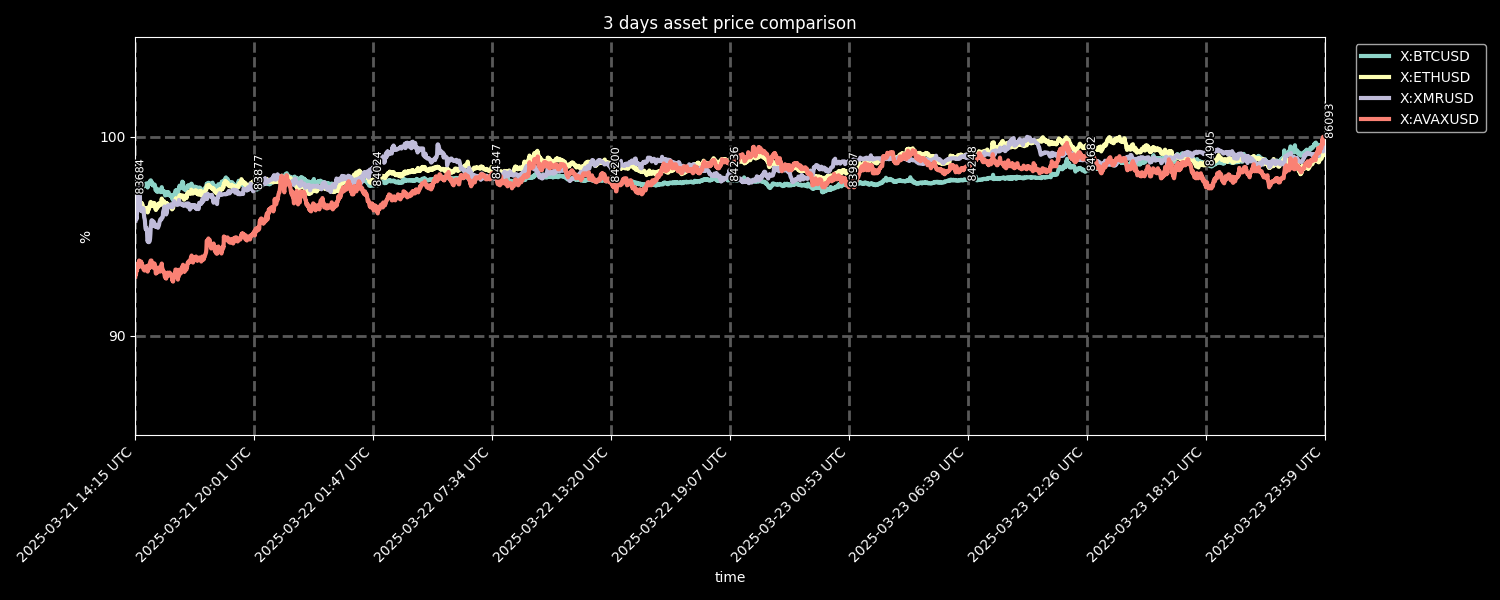 3 days asset price comparison
X:BTCUSD
X:ETHUSD
X:XMRUSD
X:AVAXUSD
100
90
%
83684
83877
84024
84347
84200
84236
83987
84248
84682
84905
86093
2025-03-21 14:15 UTC
2025-03-21 20:01 UTC
2025-03-22 01:47 UTC
2025-03-22 07:34 UTC
2025-03-22 13:20 UTC
2025-03-22 19:07 UTC
2025-03-23 00:53 UTC
2025-03-23 06:39 UTC
2025-03-23 12:26 UTC
2025-03-23 18:12 UTC
2025-03-23 23:59 UTC
time